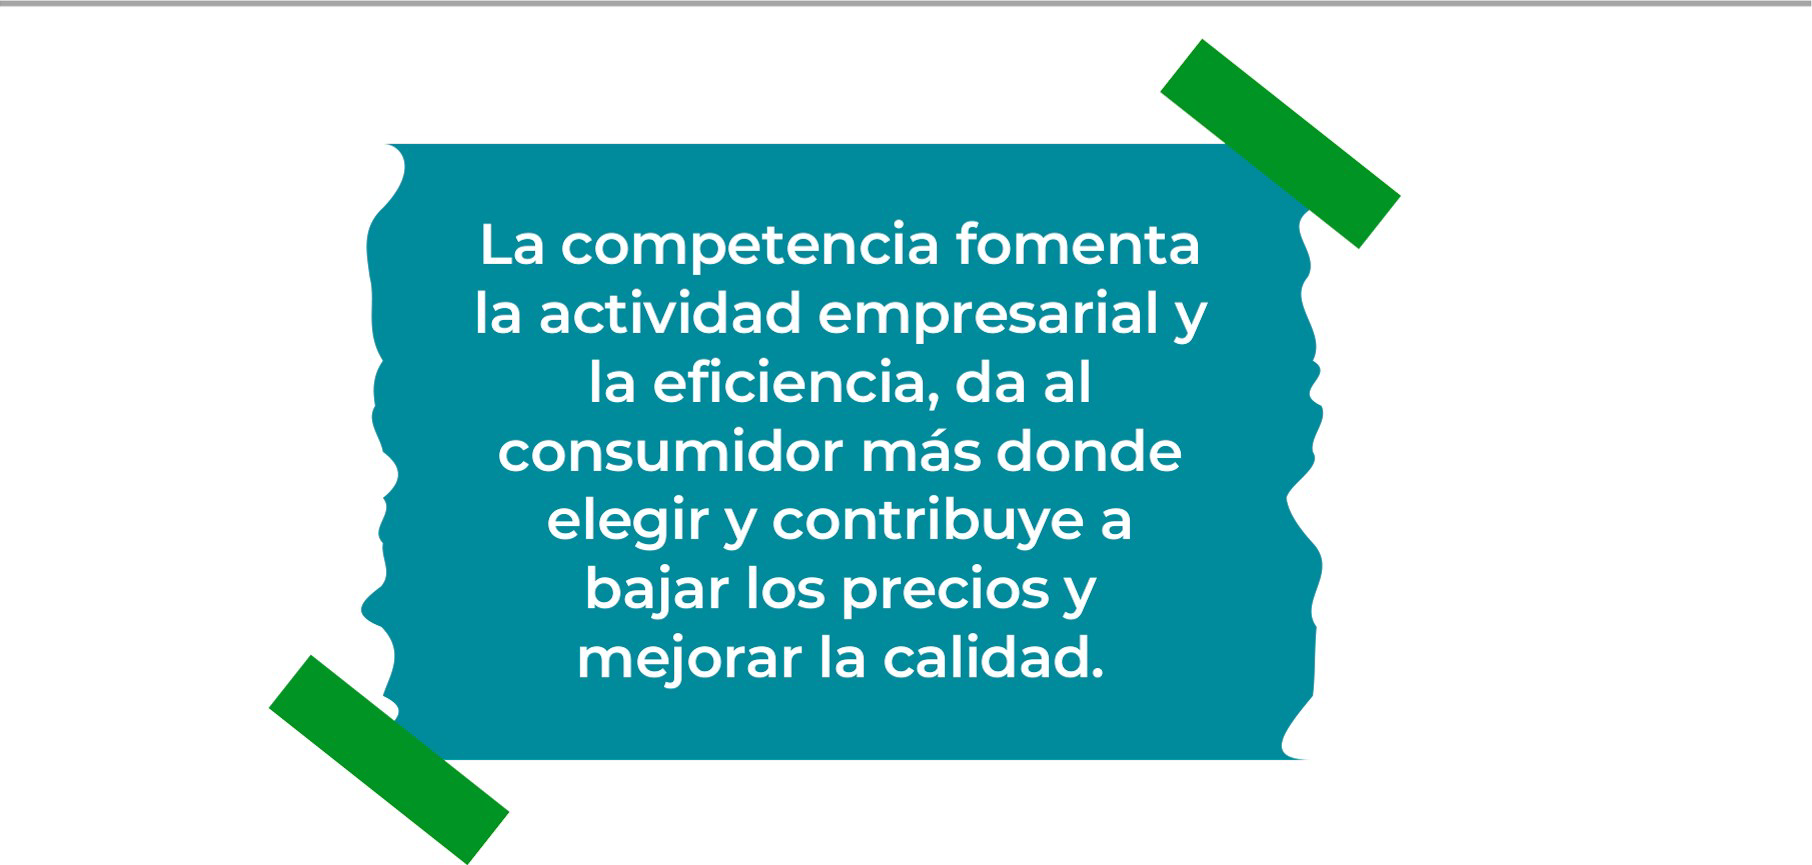 La competencia fomenta
la actividad empresarial y
la eficiencia, da al
consumidor más donde
elegir y contribuye a
bajar los precios y
mejorar la calidad.